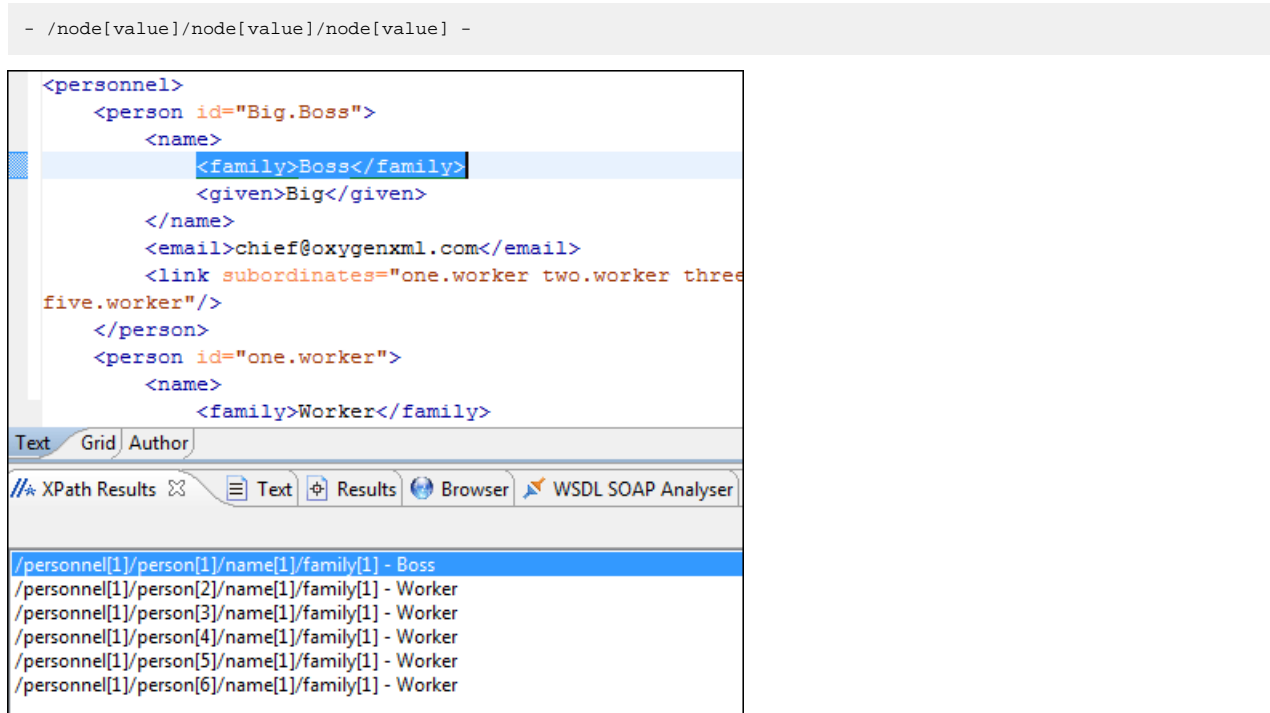 - /node[value]/node[value]/node[value] -
<personnel>
<person id="Big.Boss">
<name>
<family>Boss</family>
<given>Big</given>
</name>
<email>chief@oxygenxml.com</email>
<link subordinates="one.worker two.worker three
five.worker"/>
</person>
<person id="one.worker">
<name>
<family>Worker</family>
Text Grid Author
XPath Results Text Results Browser WSDL SOAP Analyser
/personnel[1]/person[1]/name[1]/family[1] - Boss
/personnel[1]/person[2]/name[1]/family[1] - Worker
/personnel[1]/person[3]/name[1]/family[1] - Worker
/personnel[1]/person[4]/name[1]/family[1] - Worker
/personnel[1]/person[5]/name[1]/family[1] - Worker
/personnel[1]/person[6]/name[1]/family[1] - Worker